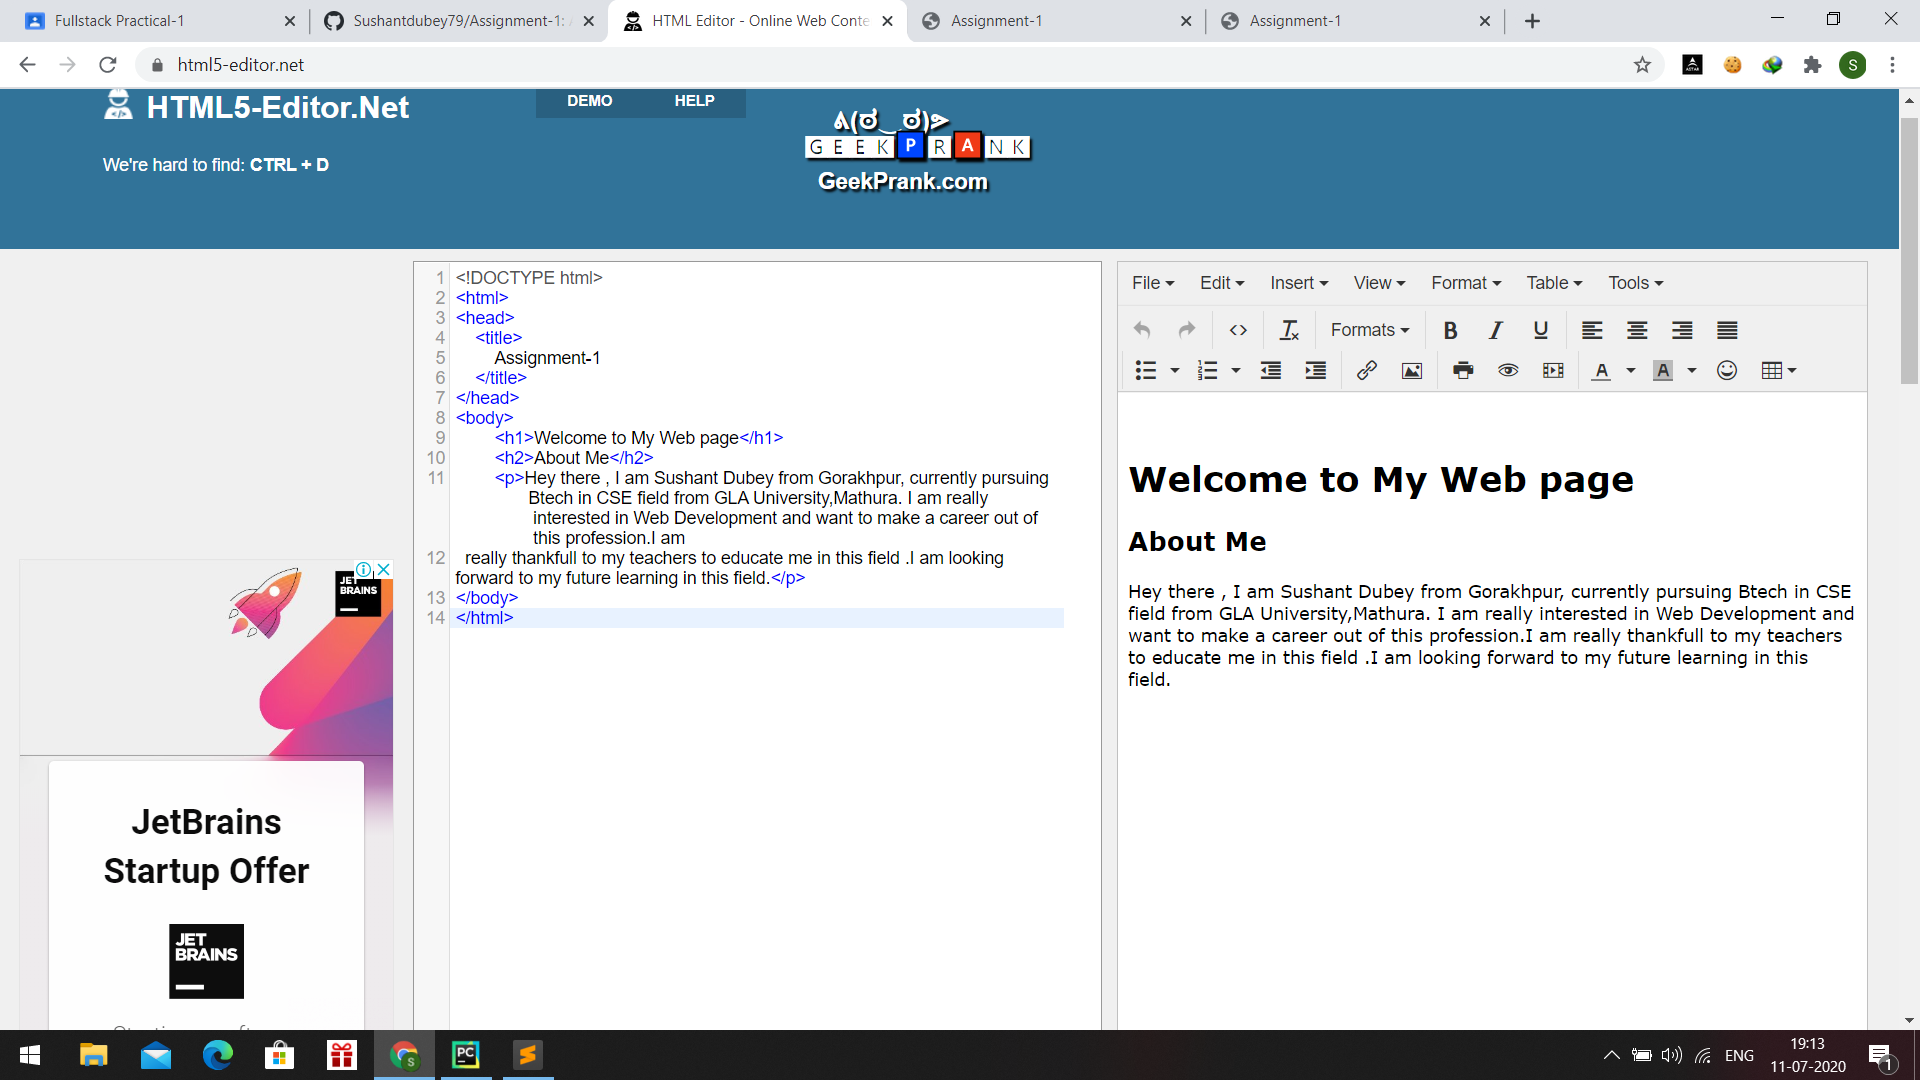 Fullstack Practical-1
Sushantdubey79/Assignment-1:
HTML Editor - Online Web Conte
Assignment-1
Assignment-1
html5-editor.net
S
HTML5-Editor.Net
DEMO
HELP
We're hard to find: CTRL + D
GEEKPRANK
GeekPrank.com
1 <!DOCTYPE html>
2 <html>
3 <head>
4 <title>
5 Assignment-1
6 </title>
7 </head>
8 <body>
9 <h1>Welcome to My Web page</h1>
10 <h2>About Me</h2>
11 <p>Hey there , I am Sushant Dubey from Gorakhpur, currently pursuing
Btech in CSE field from GLA University,Mathura. I am really
interested in Web Development and want to make a career out of
this profession.I am
12 really thankfull to my teachers to educate me in this field .I am looking
forward to my future learning in this field.</p>
13 </body>
14 </html>
File Edit Insert View Format Table Tools
Formats B I U
A A
Welcome to My Web page
About Me
Hey there , I am Sushant Dubey from Gorakhpur, currently pursuing Btech in CSE
field from GLA University,Mathura. I am really interested in Web Development and
want to make a career out of this profession.I am really thankfull to my teachers
to educate me in this field .I am looking forward to my future learning in this
field.
JET
BRAINS
JetBrains
Startup Offer
JET
BRAINS
PC
S
ENG
19:13
11-07-2020
1